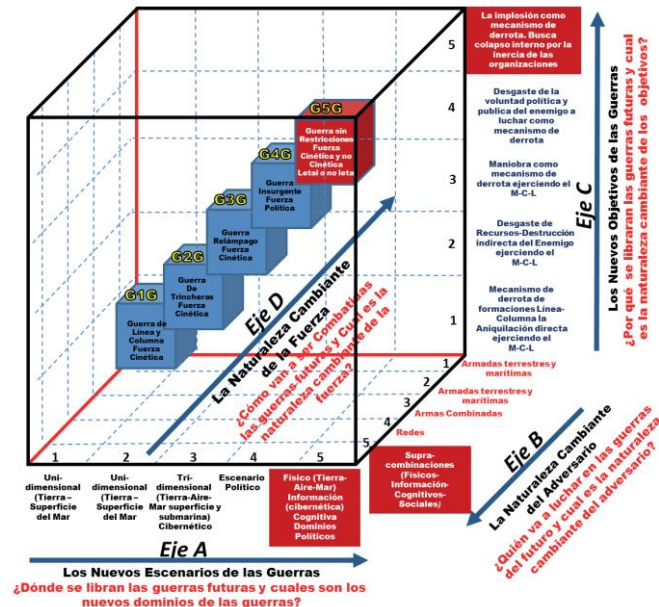 La implosión como
mecanismo de
derrota. Busca
colapso interno por la
inercia de las
organizaciones
5
Desgaste de la
voluntad política y
publica del enemigo a
luchar como
mecanismo de
derrota
4
Maniobra como
mecanismo de
derrota ejerciendo el
M-C-L
3
Desgaste de
Recursos-Destrucción
indirecta del Enemigo
ejerciendo el
M-C-L
2
Mecanismo de
derrota de
formaciones Línea-
Columna la
Aniquilación directa
ejerciendo el
M-C-L
1
Eje C
Los Nuevos Objetivos de las Guerras
¿Por qué se libraran las guerras futuras y cual
es la naturaleza cambiante de los objetivos?
G5G
Guerra sin
Restricciones
Fuerza
Cinética y no
Cinética
Letal o no leta
G4G
Guerra
Insurgente
Fuerza
Política
G3G
Guerra
Relámpago
Fuerza
Cinética
G2G
Guerra
De
Trincheras
Fuerza
Cinética
G1G
Guerra de
Línea y
Columna
Fuerza
Cinética
Eje D
La Naturaleza Cambiante
de la Fuerza
¿Cómo van a ser Combatidas
las guerras futuras y Cual es la
naturaleza cambiante de la
fuerza?
1
Armadas terrestres y
marítimas
2
Armadas terrestres y
marítimas
3
Armas Combinadas
4
Redes
5
Supra-
combinaciones
(Físicos-
Información-
Cognitivos-
Sociales)
Eje B
La Naturaleza Cambiante
del Adversario
¿Quién va a luchar en las guerras
del futuro y cual es la naturaleza
cambiante del adversario?
1
2
3
4
5
Uni-
dimensional
(Tierra –
Superficie
del Mar
Uni-
dimensional
(Tierra –
Superficie
del Mar
Tri-
dimensional
(Tierra-Aire-
Mar superficie y
submarina)
Cibernético
Escenario
Político
Físico (Tierra-
Aire-Mar)
Información
(cibernética)
Cognitiva
Dominios
Políticos
Eje A
Los Nuevos Escenarios de las Guerras
¿Dónde se libran las guerras futuras y cuales son los
nuevos dominios de las guerras?